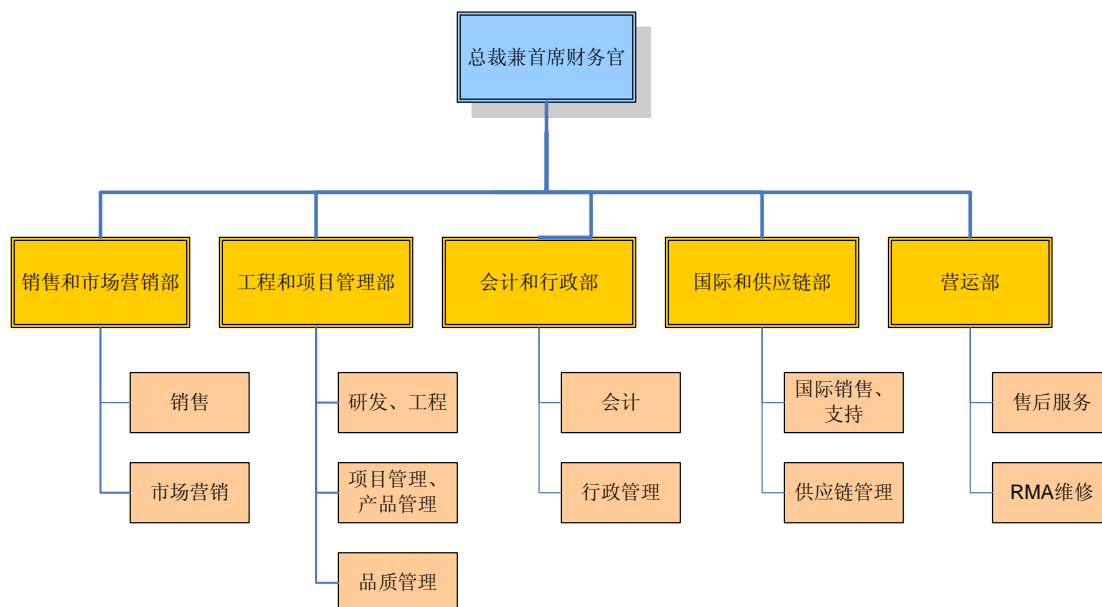 总裁兼首席财务官
销售和市场营销部
工程和项目管理部
会计和行政部
国际和供应链部
营运部
销售
研发、工程
会计
国际销售、
支持
售后服务
市场营销
项目管理、
产品管理
行政管理
供应链管理
RMA维修
品质管理